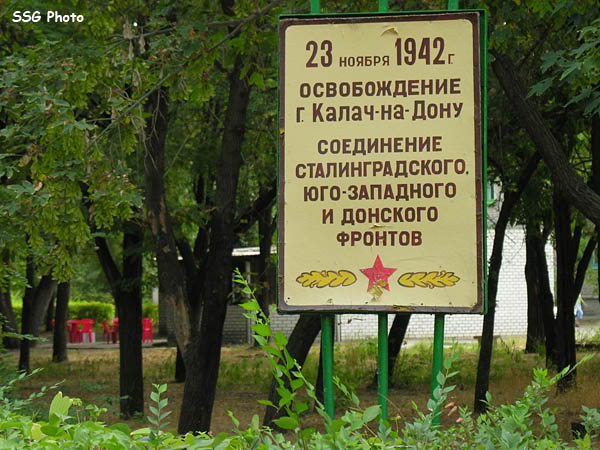 SSG Photo
23 НОЯБРЯ 1942 г.
ОСВОБОЖДЕНИЕ
г. КАЛАЧ-НА-ДОНУ
СОЕДИНЕНИЕ
СТАЛИНГРАДСКОГО,
ЮГО-ЗАПАДНОГО
И ДОНСКОГО
ФРОНТОВ